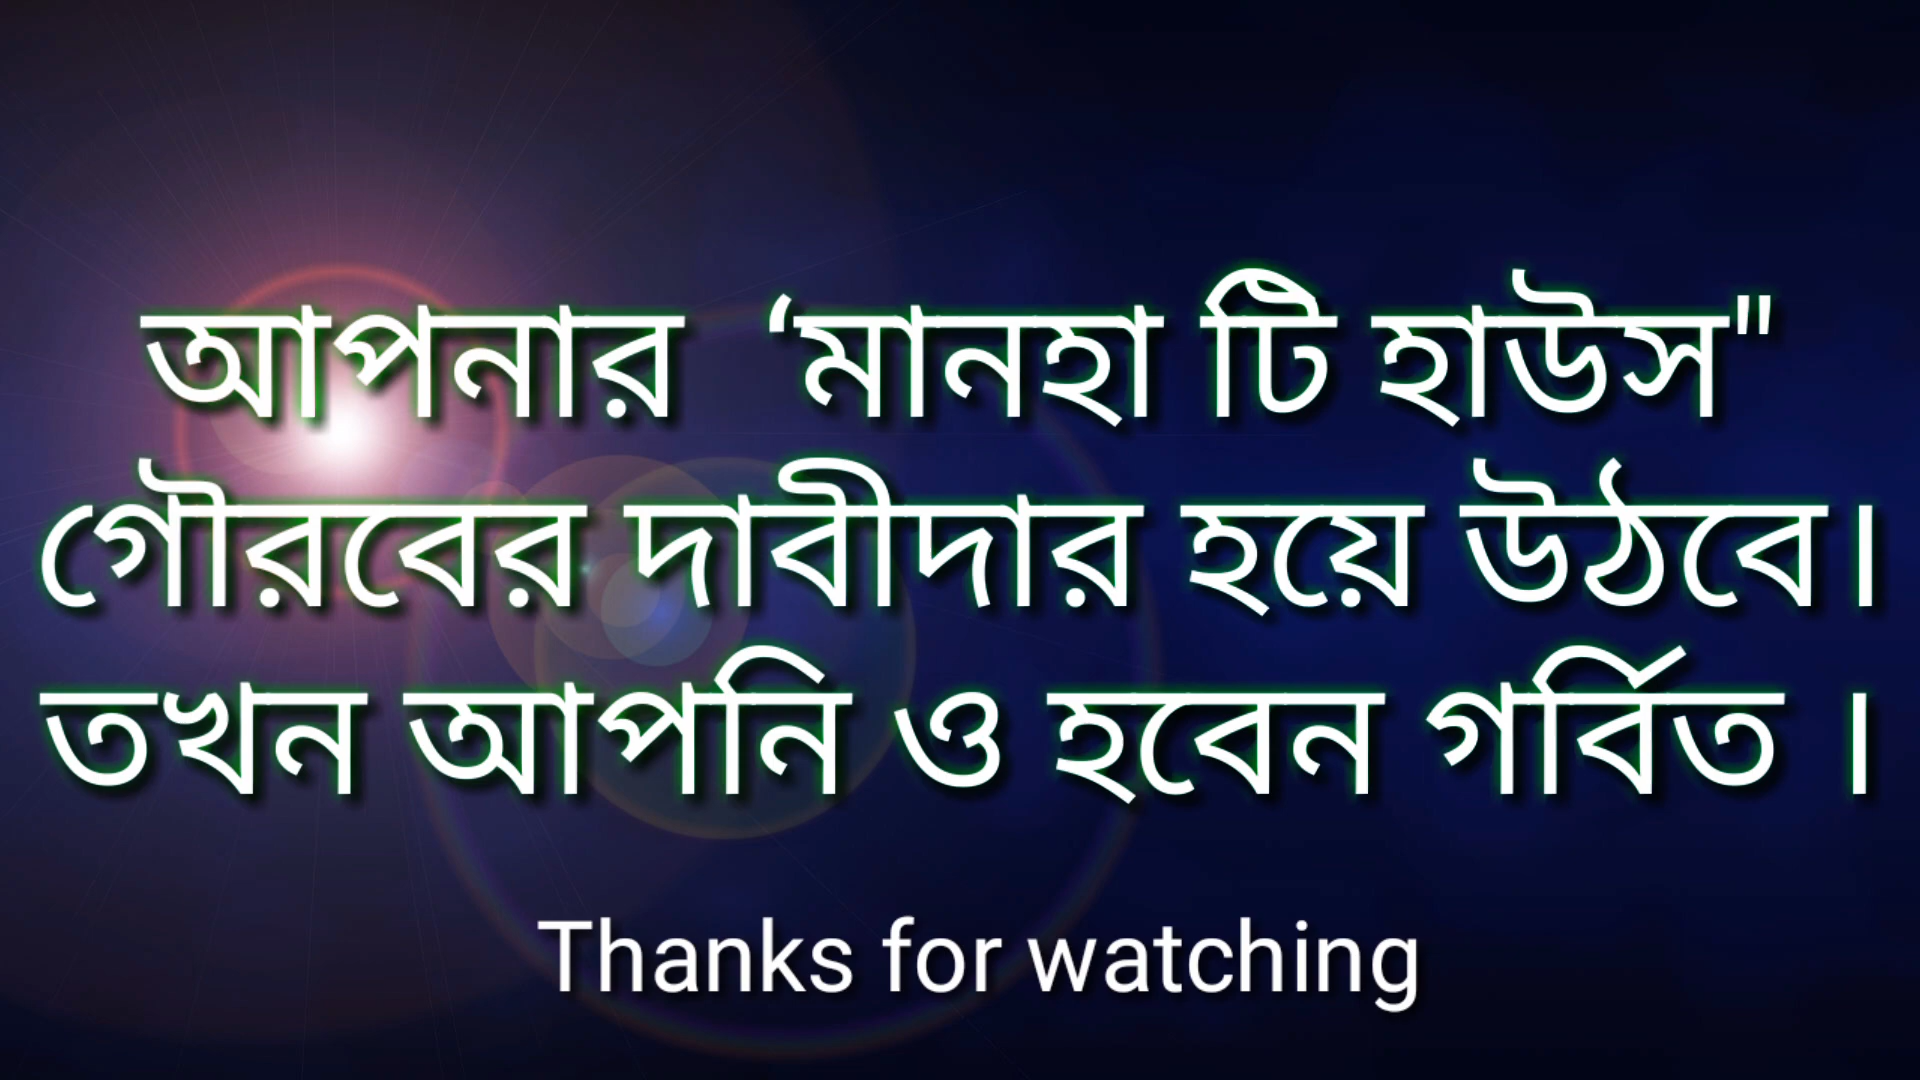 আপনার  ‘মানহা টি হাউস"
গৌরবের দাবীদার হয়ে উঠবে।
তখন আপনি ও হবেন গর্বিত ।
Thanks for watching